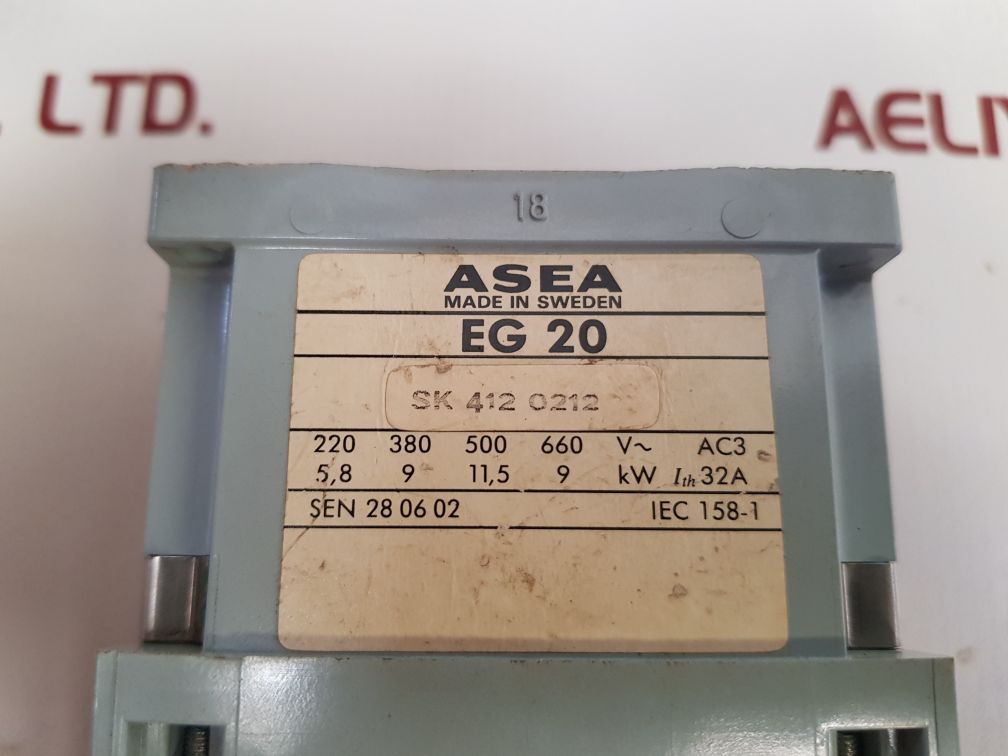 LTD.
AELIY
18
ASEA
MADE IN SWEDEN
EG 20
SK 412 0212
220 380 500 660 V~ AC3
5,8 9 11,5 9 kW Ith 32A
SEN 28 06 02 IEC 158-1